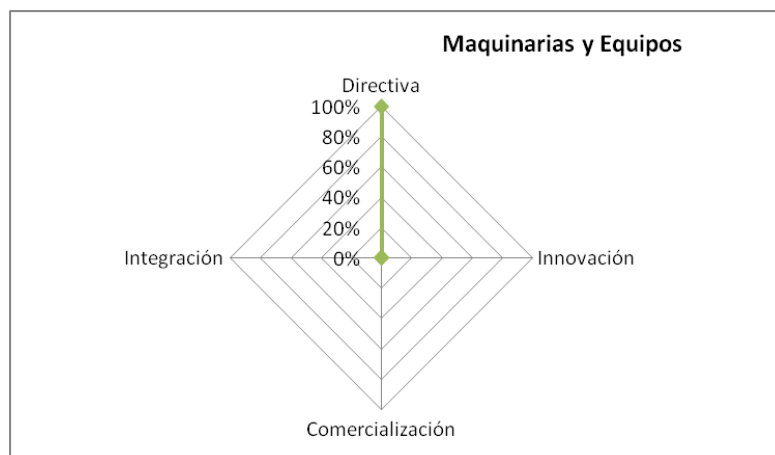 Maquinarias y Equipos
Directiva
100%
80%
60%
40%
20%
0%
Integración
Innovación
Comercialización